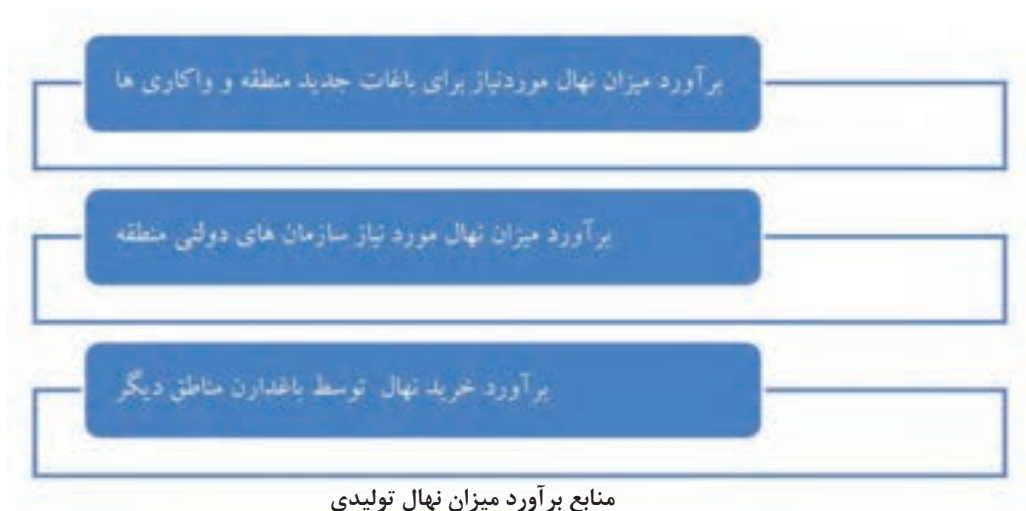 برآورد میزان نهال موردنیاز برای باغات جدید منطقه و واکاری ها
برآورد میزان نهال مورد نیاز سازمان های دولتی منطقه
برآورد خرید نهال توسط باغدارن مناطق دیگر
منابع برآورد میزان نهال تولیدی